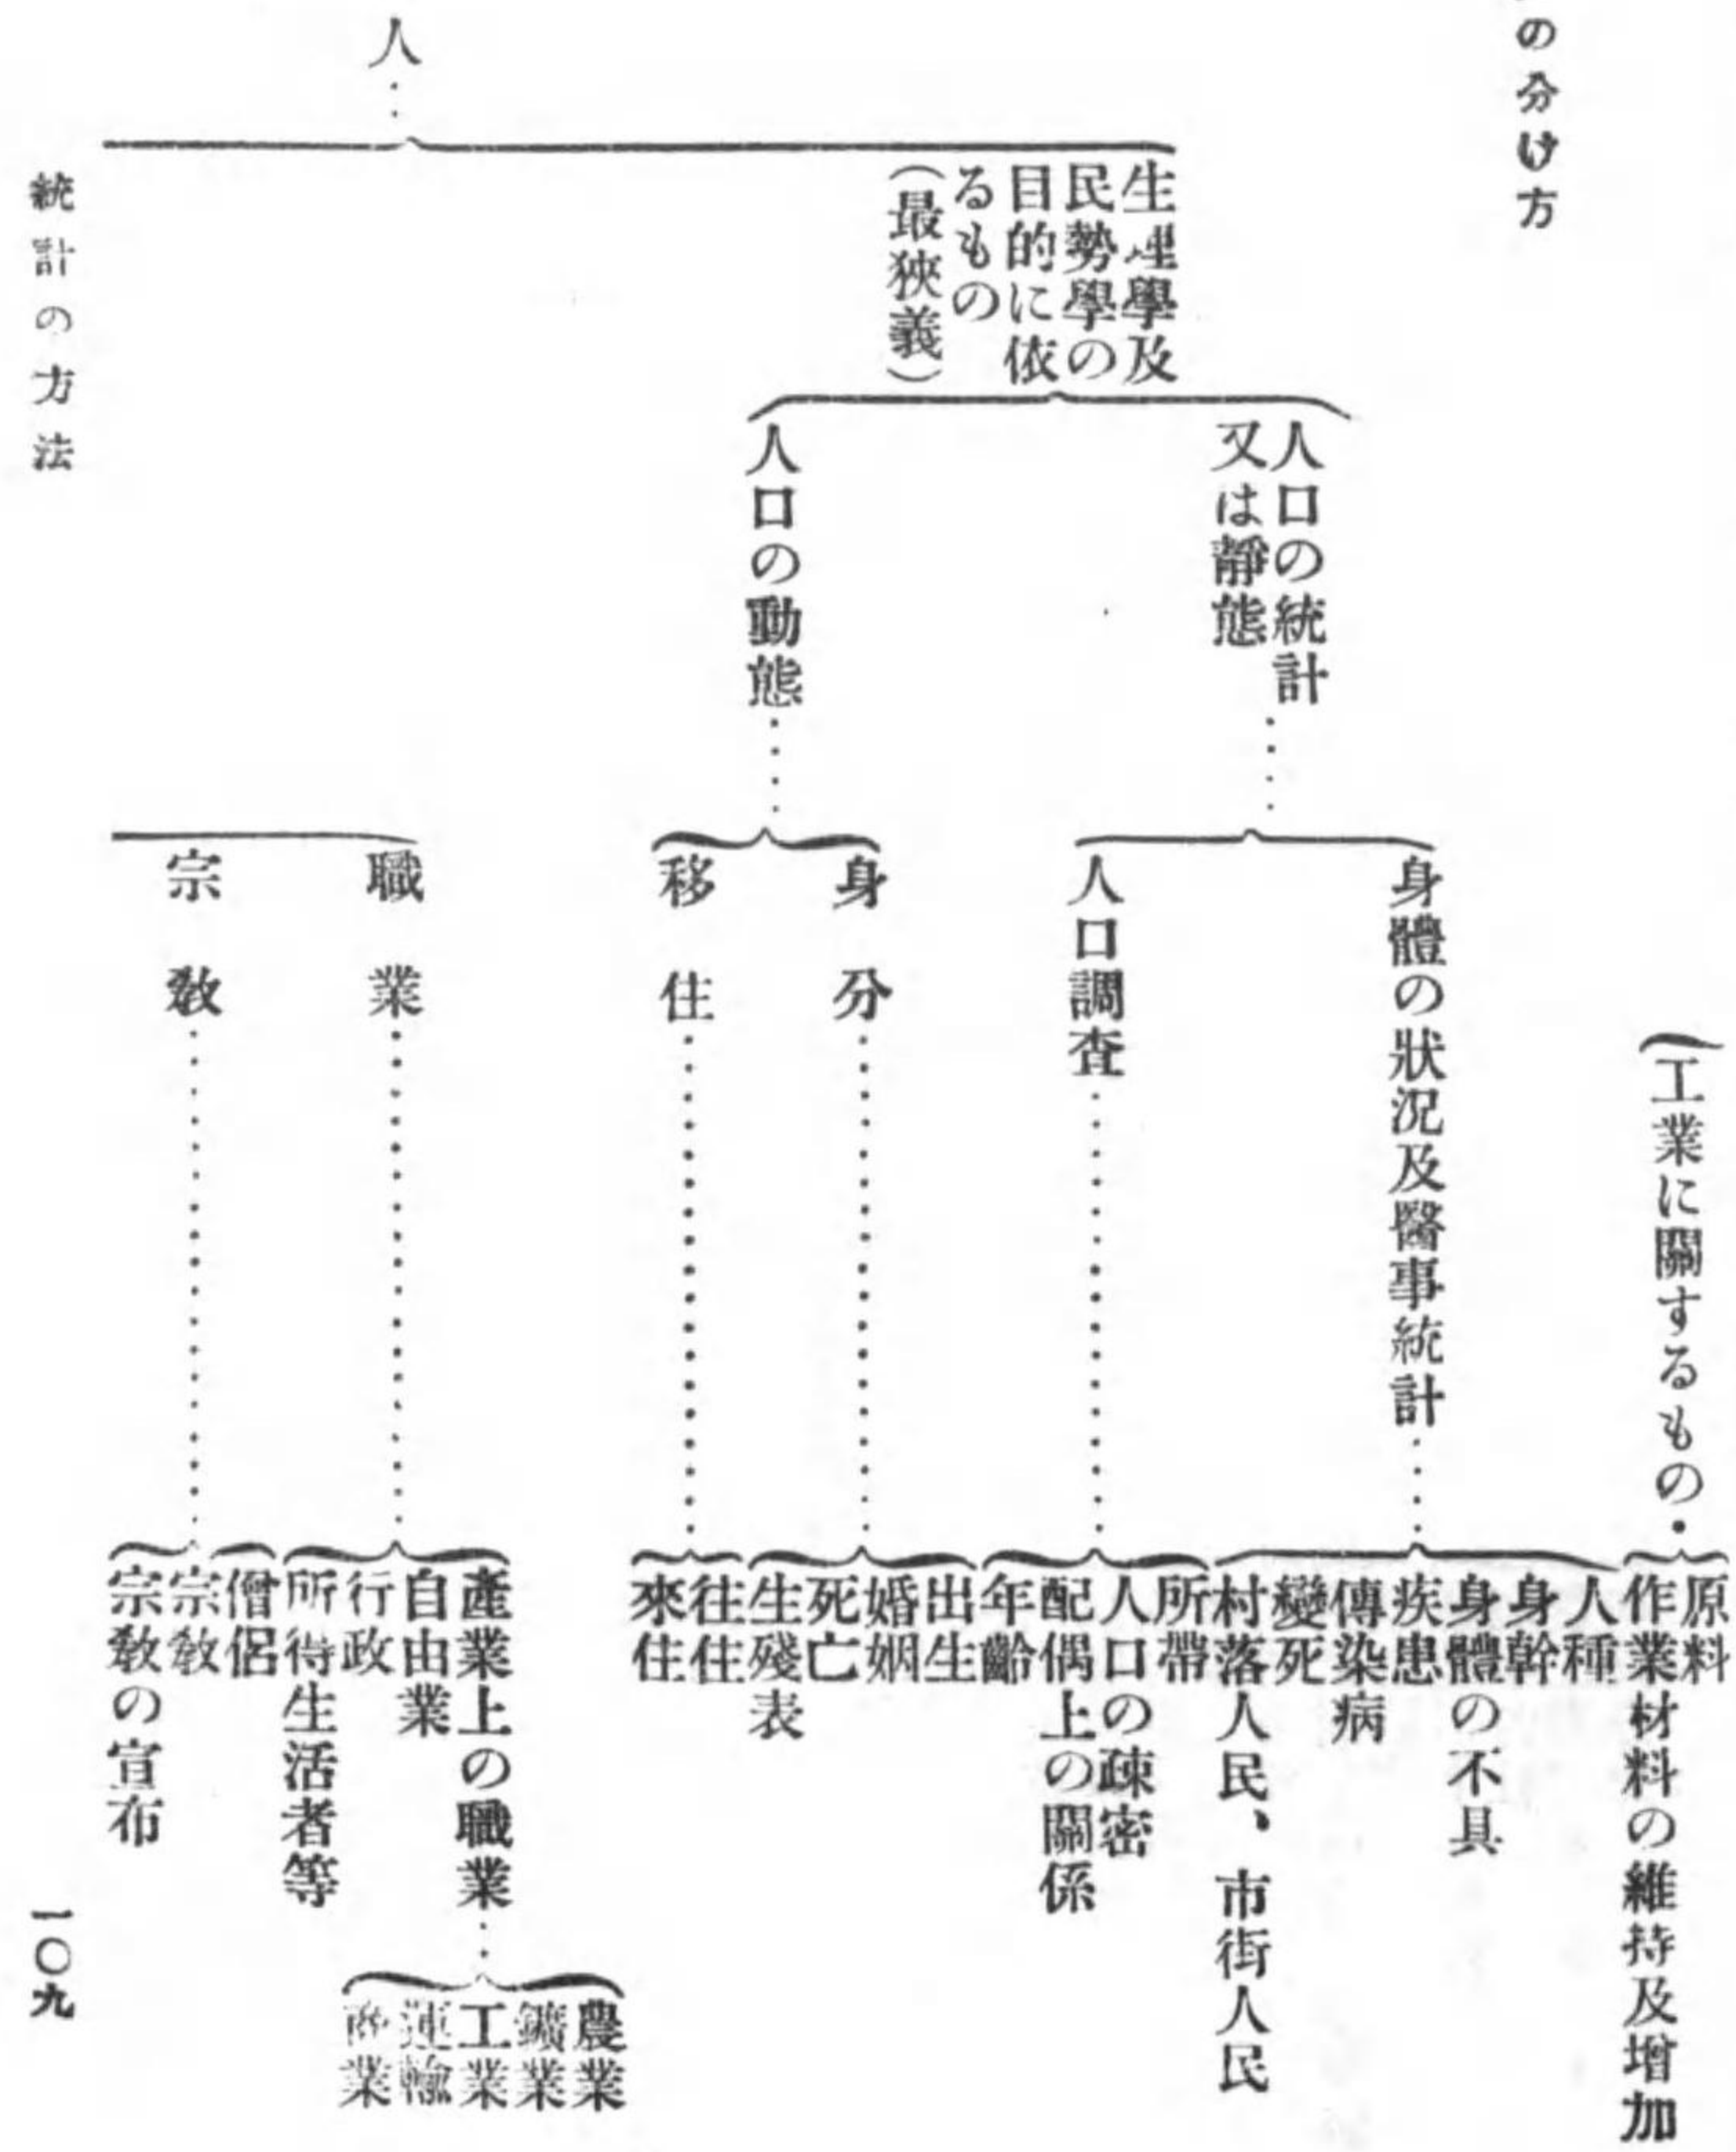 の分け方
工業に關するもの
原料
作業材料の維持及增加
人
生理學及
民勢學の
目的に依
るもの
(最狹義)
人口の統計
又は靜態
身體の狀況及醫事統計
人種
身幹
身體の不具
疾患
傳染病
變死
村落人民、市街人民
人口調查
所帶
人口の疎密
配偶上の關係
年齡
人口の動態
身分
出生
婚姻
死亡
生殘表
移住
往住
來住
職業
產業上の職業
農業
鑛業
工業
運輸
商業
自由業
行政
所得生活者等
宗敎
僧侶
宗敎
宗敎の宣布
統計の方法
一〇九